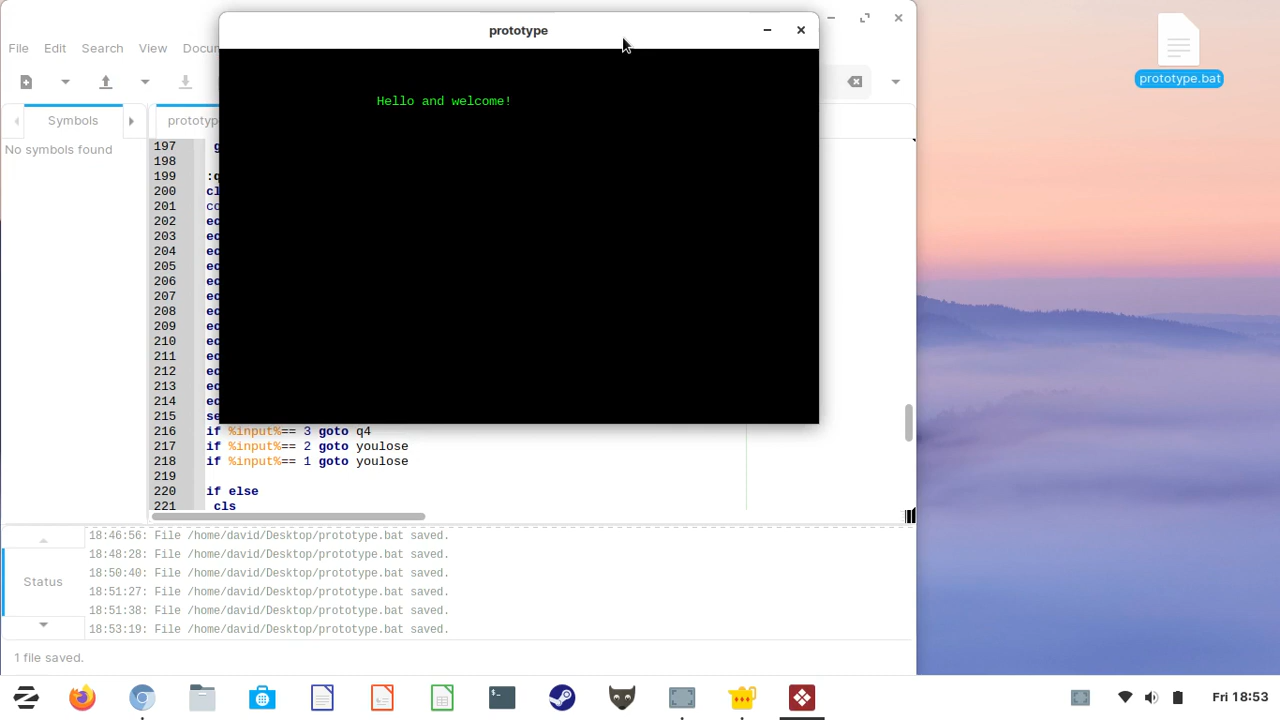 prototype
prototype.bat
File Edit Search View
Symbols
No symbols found
Hello and welcome!
197
198
199
200
201
202
203
204
205
206
207
208
209
210
211
212
213
214
215
216 if %input%== 3 goto q4
217 if %input%== 2 goto youlose
218 if %input%== 1 goto youlose
219
220 if else
221 cls
18:46:56: File /home/david/Desktop/prototype.bat saved.
18:48:28: File /home/david/Desktop/prototype.bat saved.
18:50:40: File /home/david/Desktop/prototype.bat saved.
18:51:27: File /home/david/Desktop/prototype.bat saved.
18:51:38: File /home/david/Desktop/prototype.bat saved.
18:53:19: File /home/david/Desktop/prototype.bat saved.
Status
1 file saved.
Fri 18:53